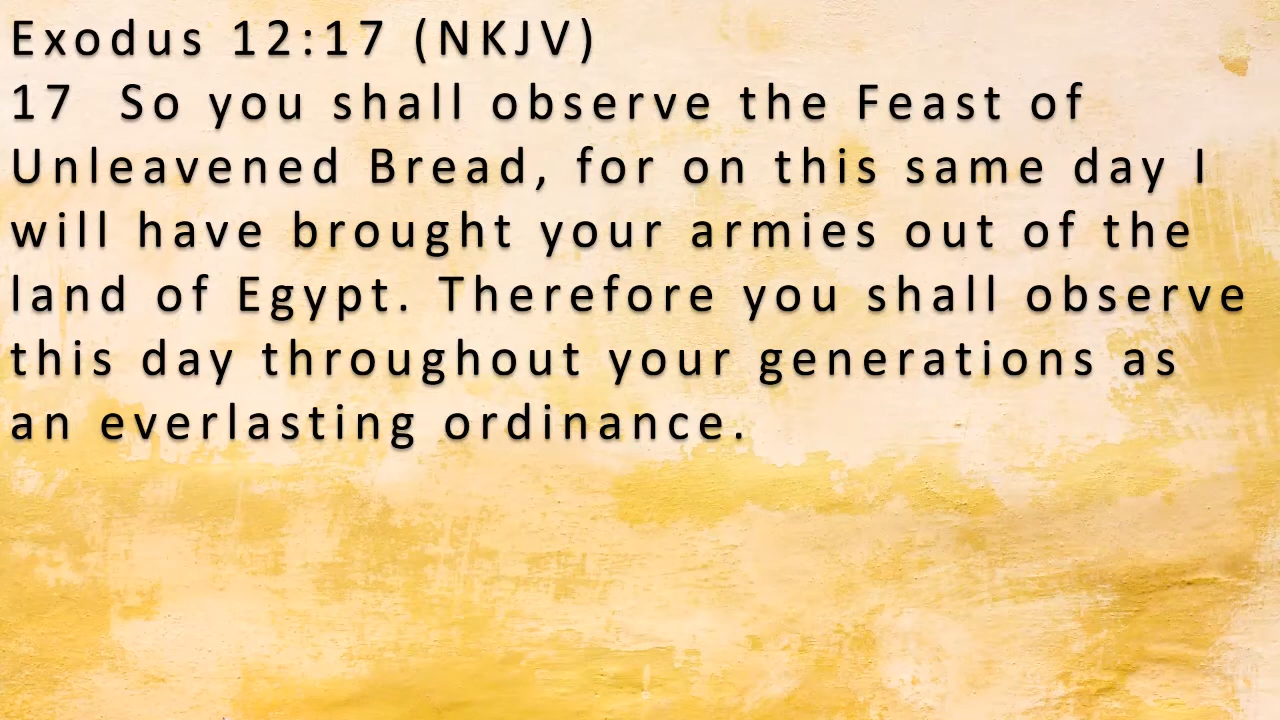 Exodus 12:17 (NKJV)
17  So you shall observe the Feast of
Unleavened Bread, for on this same day I
will have brought your armies out of the
land of Egypt. Therefore you shall observe
this day throughout your generations as
an everlasting ordinance.